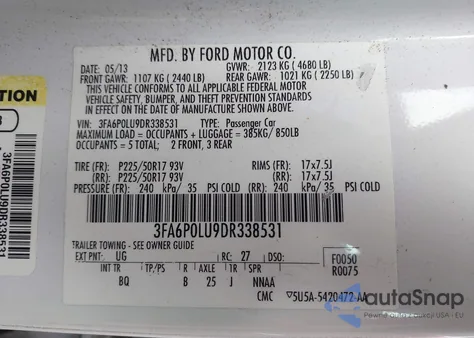 MFD. BY FORD MOTOR CO.
DATE: 05/13 GVWR: 2123 KG ( 4680 LB)
FRONT GAWR: 1107 KG ( 2440 LB) REAR GAWR: 1021 KG ( 2250 LB)
THIS VEHICLE CONFORMS TO ALL APPLICABLE FEDERAL MOTOR
VEHICLE SAFETY, BUMPER, AND THEFT PREVENTION STANDARDS
IN EFFECT ON THE DATE OF MANUFACTURE SHOWN ABOVE.
VIN: 3FA6P0LU9DR338531 TYPE: Passenger Car
MAXIMUM LOAD = OCCUPANTS + LUGGAGE = 385KG/ 850LB
OCCUPANTS = 5 TOTAL: 2 FRONT, 3 REAR
TIRE (FR): P225/50R17 93V RIMS (FR): 17x7.5J
TIRE (RR): P225/50R17 93V (RR): 17x7.5J
PRESSURE (FR): 240 kPa/ 35 PSI COLD (RR): 240 kPa/ 35 PSI COLD
3FA6P0LU9DR338531
TRAILER TOWING - SEE OWNER GUIDE
EXT PNT: UG RC: 27 DSO: F0050
R0075
INT TR TP/PS R AXLE TR SPR
BQ B 25 J NNAA
CMC 5U5A-5420472-AA
TION
3FA6P0LU9DR338531
autoSnap